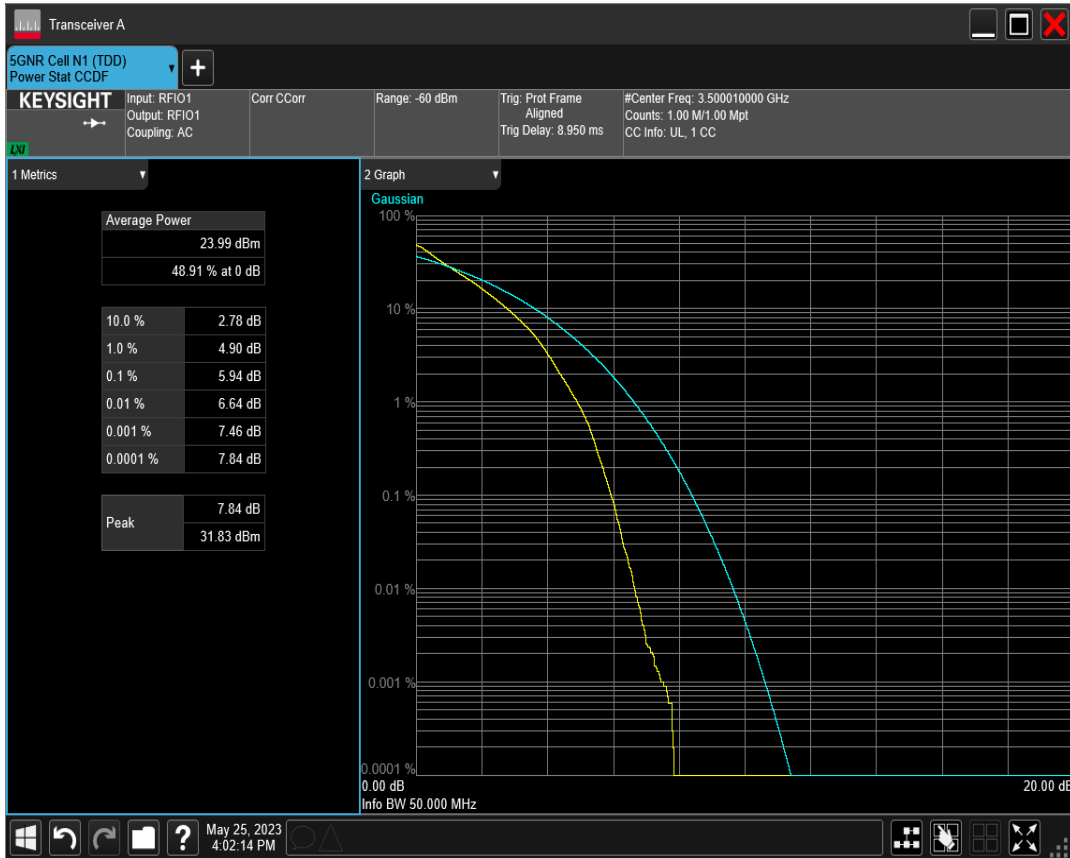 Transceiver A
5GNR Cell N1 (TDD)
Power Stat CCDF
+
KEYSIGHT
LXI
Input: RFIO1
Output: RFIO1
Coupling: AC
Corr CCorr
Range: -60 dBm
Trig: Prot Frame
Aligned
Trig Delay: 8.950 ms
#Center Freq: 3.500010000 GHz
Counts: 1.00 M/1.00 Mpt
CC Info: UL, 1 CC
1 Metrics
Average Power
23.99 dBm
48.91 % at 0 dB
10.0 % 2.78 dB
1.0 % 4.90 dB
0.1 % 5.94 dB
0.01 % 6.64 dB
0.001 % 7.46 dB
0.0001 % 7.84 dB
Peak
7.84 dB
31.83 dBm
2 Graph
Gaussian
100 %
10 %
1 %
0.1 %
0.01 %
0.001 %
0.0001 %
0.00 dB 20.00 dB
Info BW 50.000 MHz
?
May 25, 2023
4:02:14 PM